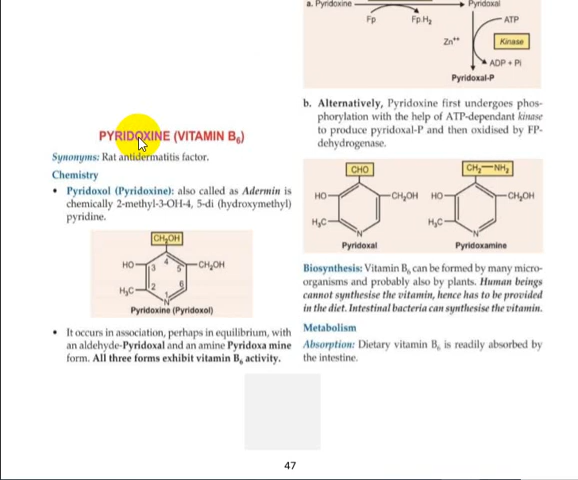 PYRIDOXINE (VITAMIN B₆)
Synonyms: Rat antidermatitis factor.
Chemistry
• Pyridoxol (Pyridoxine): also called as Adermin is
chemically 2-methyl-3-OH-4, 5-di (hydroxymethyl)
pyridine.
CH₂OH
HO
3
4
5
CH₂OH
H₃C
2
6
1
N
Pyridoxine (Pyridoxol)
• It occurs in association, perhaps in equilibrium, with
an aldehyde-Pyridoxal and an amine Pyridoxa mine
form. All three forms exhibit vitamin B₆ activity.
a. Pyridoxine
Pyridoxal
Fp
Fp.H₂
ATP
Zn⁺⁺
Kinase
ADP + Pi
Pyridoxal-P
b. Alternatively, Pyridoxine first undergoes phos-
phorylation with the help of ATP-dependant kinase
to produce pyridoxal-P and then oxidised by FP-
dehydrogenase.
CHO
CH₂—NH₂
HO
CH₂OH
HO
CH₂OH
H₃C
N
H₃C
N
Pyridoxal
Pyridoxamine
Biosynthesis: Vitamin B₆ can be formed by many micro-
organisms and probably also by plants. Human beings
cannot synthesise the vitamin, hence has to be provided
in the diet. Intestinal bacteria can synthesise the vitamin.
Metabolism
Absorption: Dietary vitamin B₆ is readily absorbed by
the intestine.
47